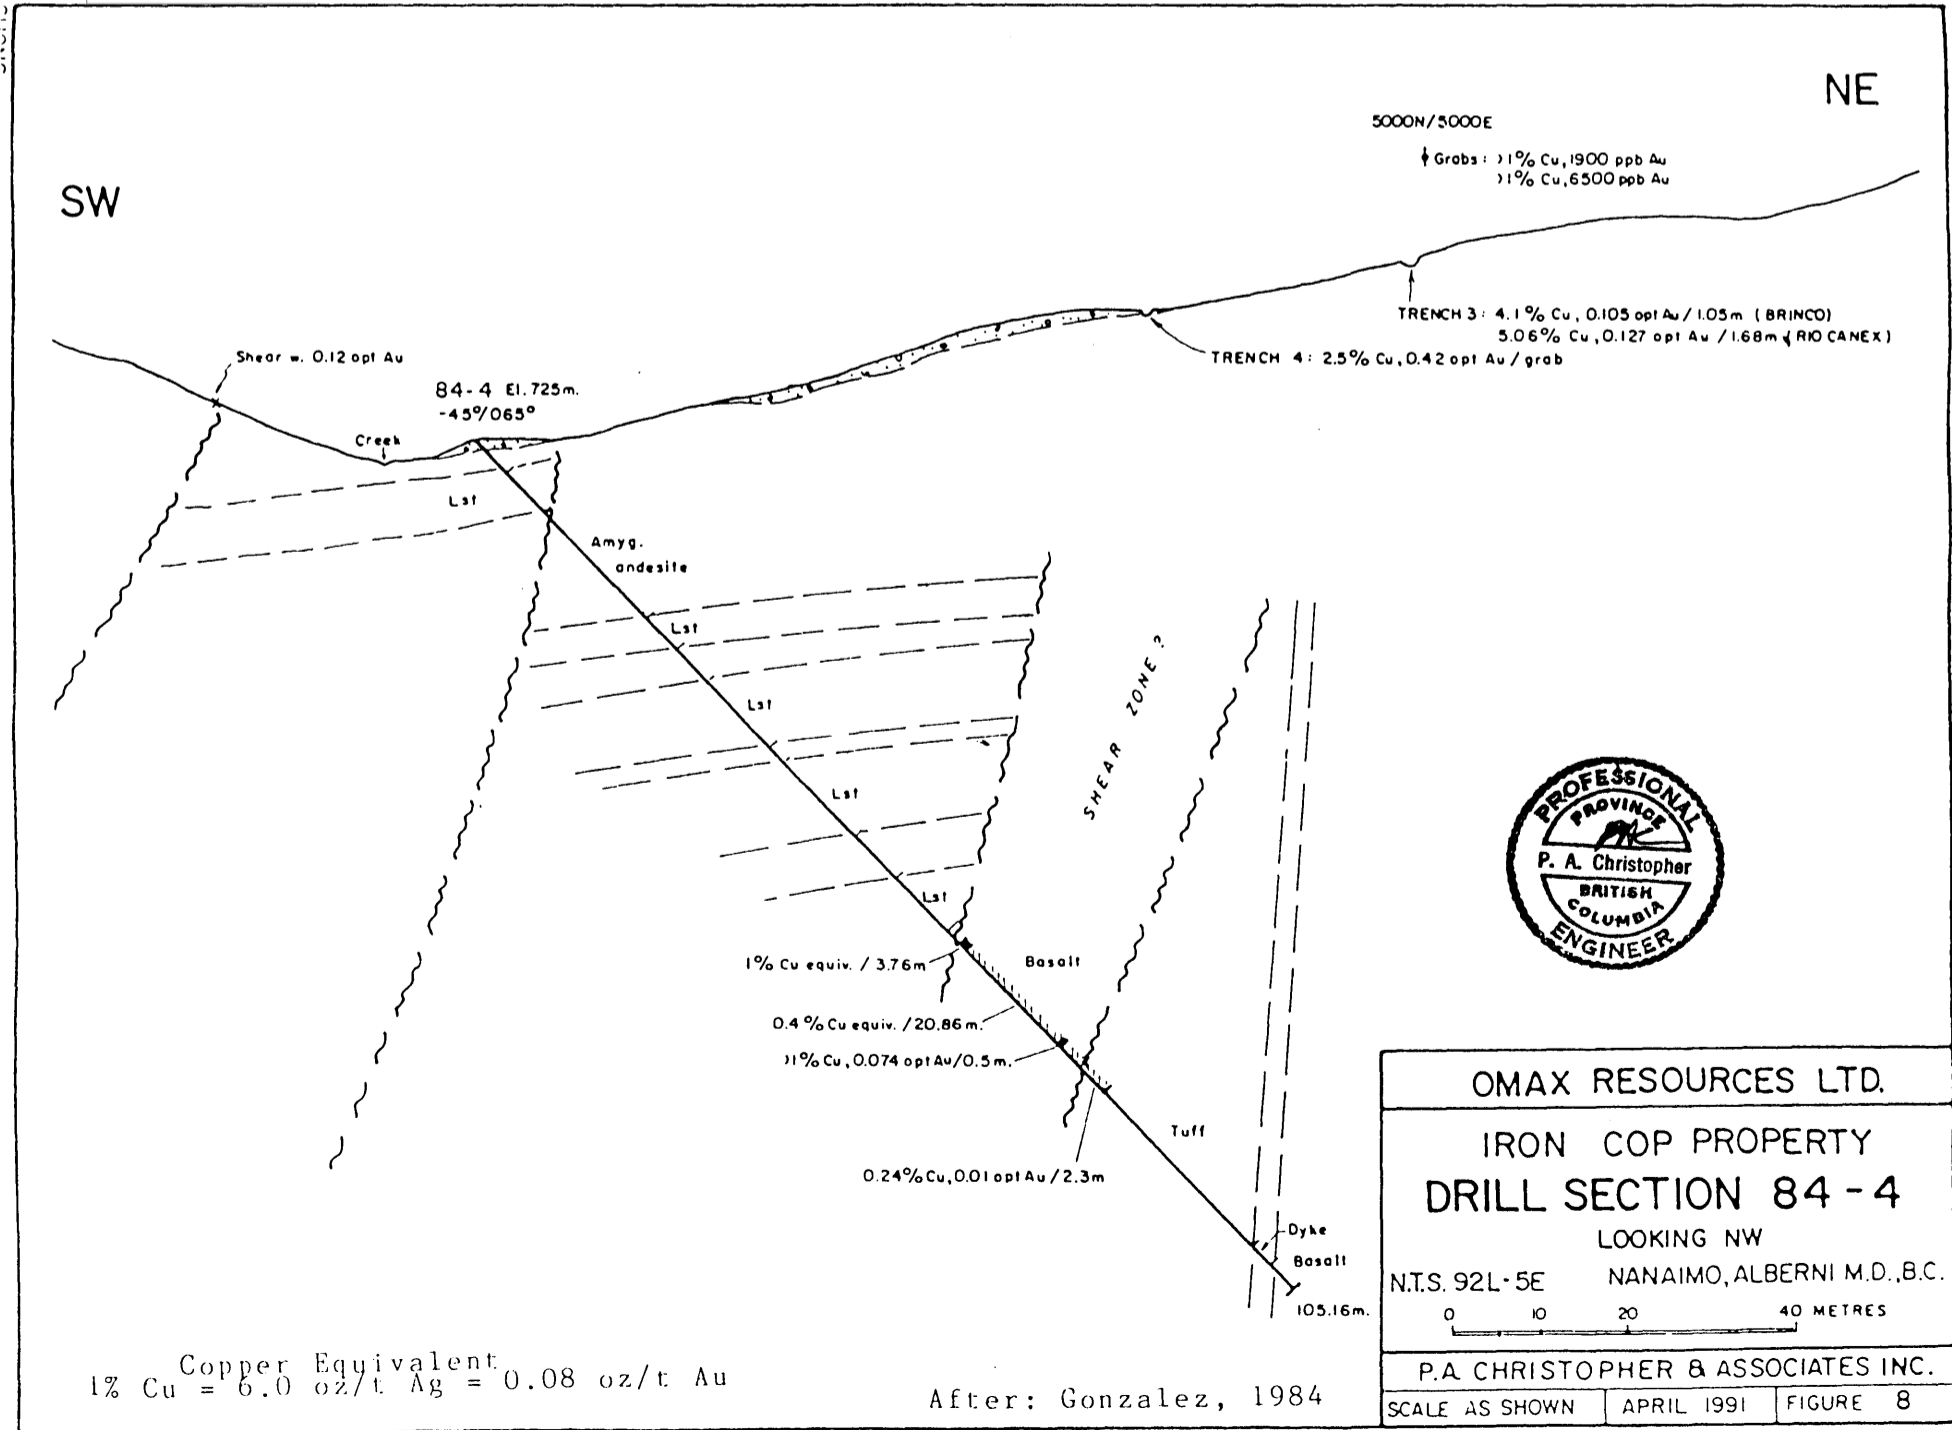 NE
5000N/5000E
Grabs: >1% Cu, 1900 ppb Au
>1% Cu, 6500 ppb Au
SW
TRENCH 3: 4.1% Cu, 0.105 opt Au / 1.05m (BRINCO)
5.06% Cu, 0.127 opt Au / 1.68m (RIO CANEX)
TRENCH 4: 2.5% Cu, 0.42 opt Au / grab
Shear w. 0.12 opt Au
84-4 El. 725m.
-45°/065°
Creek
Lst
Amyg.
andesite
Lst
Lst
Lst
Lst
SHEAR ZONE ?
1% Cu equiv. / 3.76m
Basalt
0.4% Cu equiv. / 20.86m.
>1% Cu, 0.074 opt Au/0.5m.
Tuff
0.24% Cu, 0.01 opt Au / 2.3m
Dyke
Basalt
105.16m.
PROFESSIONAL
PROVINCE
P. A. Christopher
BRITISH
COLUMBIA
ENGINEER
OMAX RESOURCES LTD.
IRON COP PROPERTY
DRILL SECTION 84-4
LOOKING NW
N.T.S. 92L-5E NANAIMO, ALBERNI M.D., B.C.
0 10 20 40 METRES
P.A. CHRISTOPHER & ASSOCIATES INC.
SCALE AS SHOWN APRIL 1991 FIGURE 8
Copper Equivalent
1% Cu = 6.0 oz/t Ag = 0.08 oz/t Au
After: Gonzalez, 1984